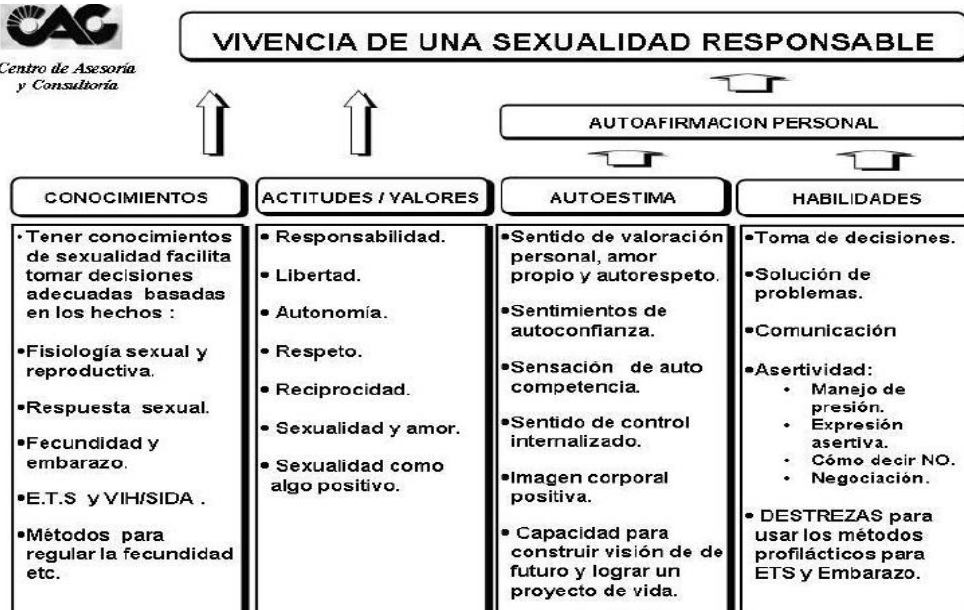 CAC
Centro de Asesoría
y Consultoría
VIVENCIA DE UNA SEXUALIDAD RESPONSABLE
AUTOAFIRMACION PERSONAL
CONOCIMIENTOS
• Tener conocimientos
de sexualidad facilita
tomar decisiones
adecuadas basadas
en los hechos :
•Fisiología sexual y
reproductiva.
•Respuesta sexual.
•Fecundidad y
embarazo.
•E.T.S y VIH/SIDA .
•Métodos para
regular la fecundidad
etc.
ACTITUDES / VALORES
• Responsabilidad.
• Libertad.
• Autonomía.
• Respeto.
• Reciprocidad.
• Sexualidad y amor.
• Sexualidad como
algo positivo.
AUTOESTIMA
•Sentido de valoración
personal, amor
propio y autorespeto.
•Sentimientos de
autoconfianza.
•Sensación de auto
competencia.
•Sentido de control
internalizado.
•Imagen corporal
positiva.
• Capacidad para
construir visión de de
futuro y lograr un
proyecto de vida.
HABILIDADES
•Toma de decisiones.
•Solución de
problemas.
•Comunicación
•Asertividad:
• Manejo de
presión.
• Expresión
asertiva.
• Cómo decir NO.
• Negociación.
• DESTREZAS para
usar los métodos
profilácticos para
ETS y Embarazo.